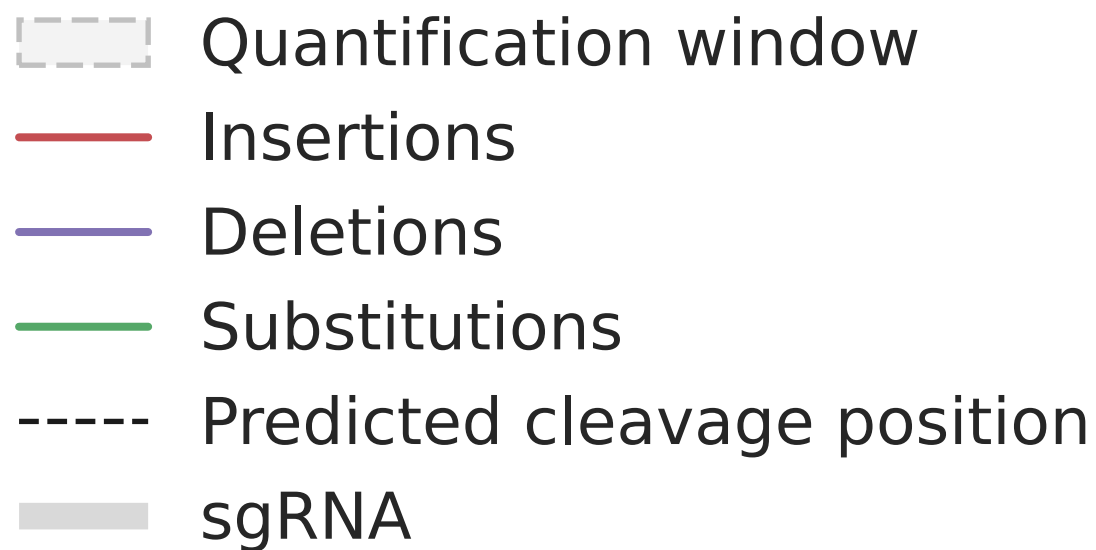 Quantification window
Insertions
Deletions
Substitutions
Predicted cleavage position
sgRNA